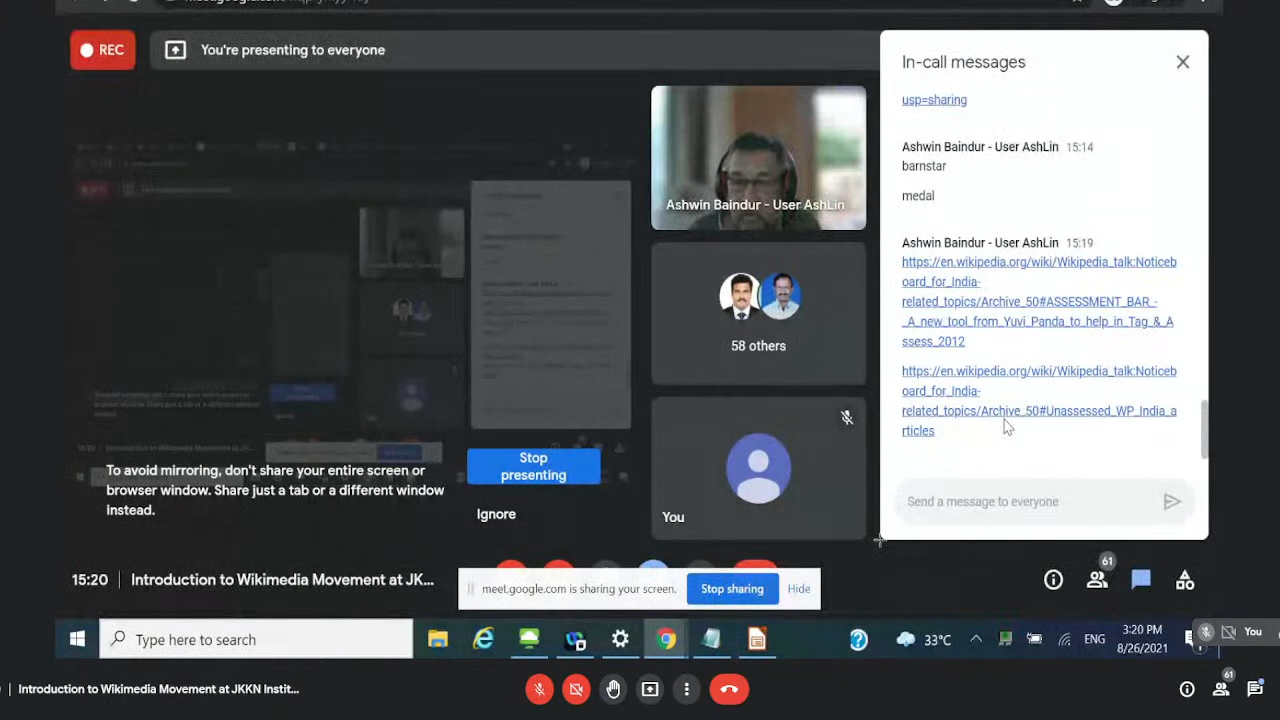 REC
You're presenting to everyone
In-call messages
usp=sharing
Ashwin Baindur - User AshLin 15:14
barnstar
medal
Ashwin Baindur - User AshLin 15:19
https://en.wikipedia.org/wiki/Wikipedia_talk:Noticeb
oard_for_India-
related_topics/Archive_50#ASSESSMENT_BAR_-
_A_new_tool_from_Yuvi_Panda_to_help_in_Tag_&_A
ssess_2012
https://en.wikipedia.org/wiki/Wikipedia_talk:Noticeb
oard_for_India-
related_topics/Archive_50#Unassessed_WP_India_a
rticles
Send a message to everyone
Ashwin Baindur - User AshLin
58 others
You
To avoid mirroring, don't share your entire screen or
browser window. Share just a tab or a different window
instead.
Stop
presenting
Ignore
15:20 Introduction to Wikimedia Movement at JK...
meet.google.com is sharing your screen. Stop sharing Hide
61
Type here to search
33°C
ENG
3:20 PM
8/26/2021
You
Introduction to Wikimedia Movement at JKKN Instit...
61